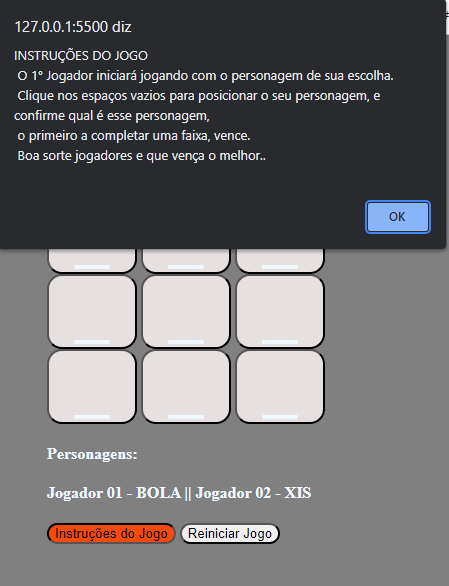 127.0.0.1:5500 diz
INSTRUÇÕES DO JOGO
O 1° Jogador iniciará jogando com o personagem de sua escolha.
Clique nos espaços vazios para posicionar o seu personagem, e
confirme qual é esse personagem,
o primeiro a completar uma faixa, vence.
Boa sorte jogadores e que vença o melhor..
OK
Personagens:
Jogador 01 - BOLA || Jogador 02 - XIS
Instruções do Jogo
Reiniciar Jogo